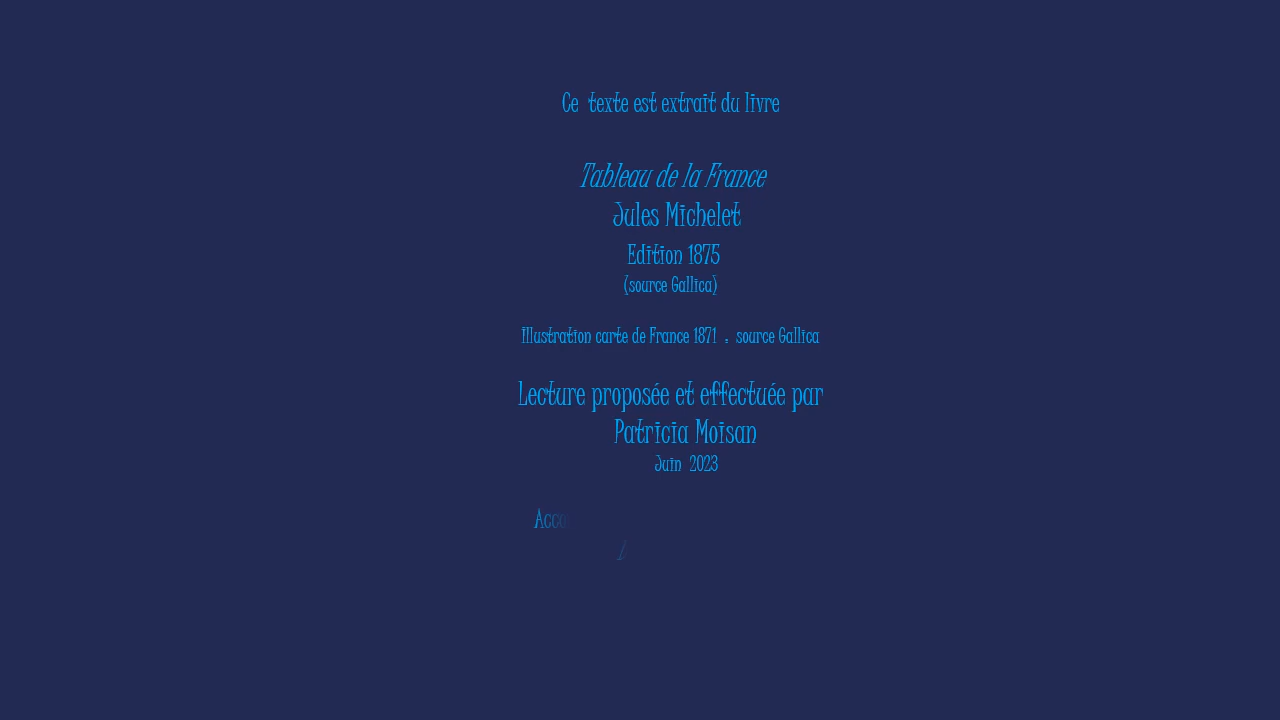 Ce texte est extrait du livre
Tableau de la France
Jules Michelet
Edition 1875
(source Gallica)
Illustration carte de France 1871 : source Gallica
Lecture proposée et effectuée par
Patricia Moisan
Juin 2023